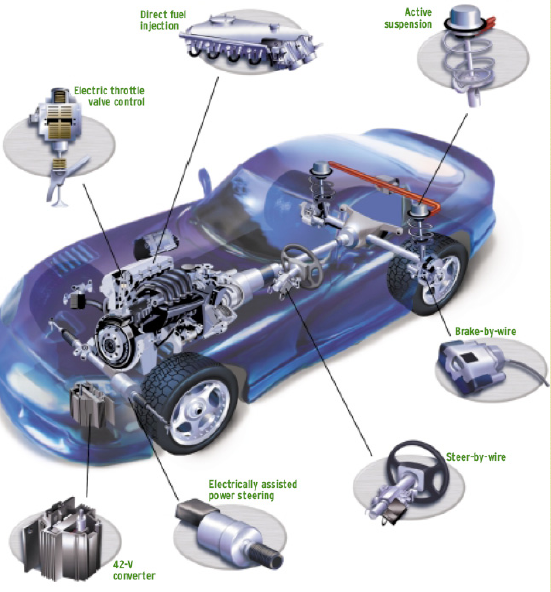 Direct fuel
injection
Active
suspension
Electric throttle
valve control
Brake-by-wire
Steer-by-wire
Electrically assisted
power steering
42-V
converter